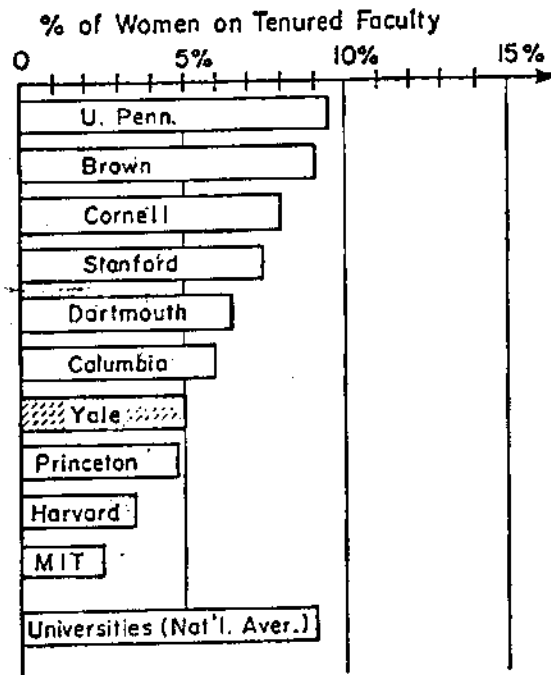 % of Women on Tenured Faculty
0 5% 10% 15%
U. Penn.
Brown
Cornell
Stanford
Dartmouth
Calumbia
Yale
Princeton
Harvard
MIT
Universities (Nat'l. Aver.)